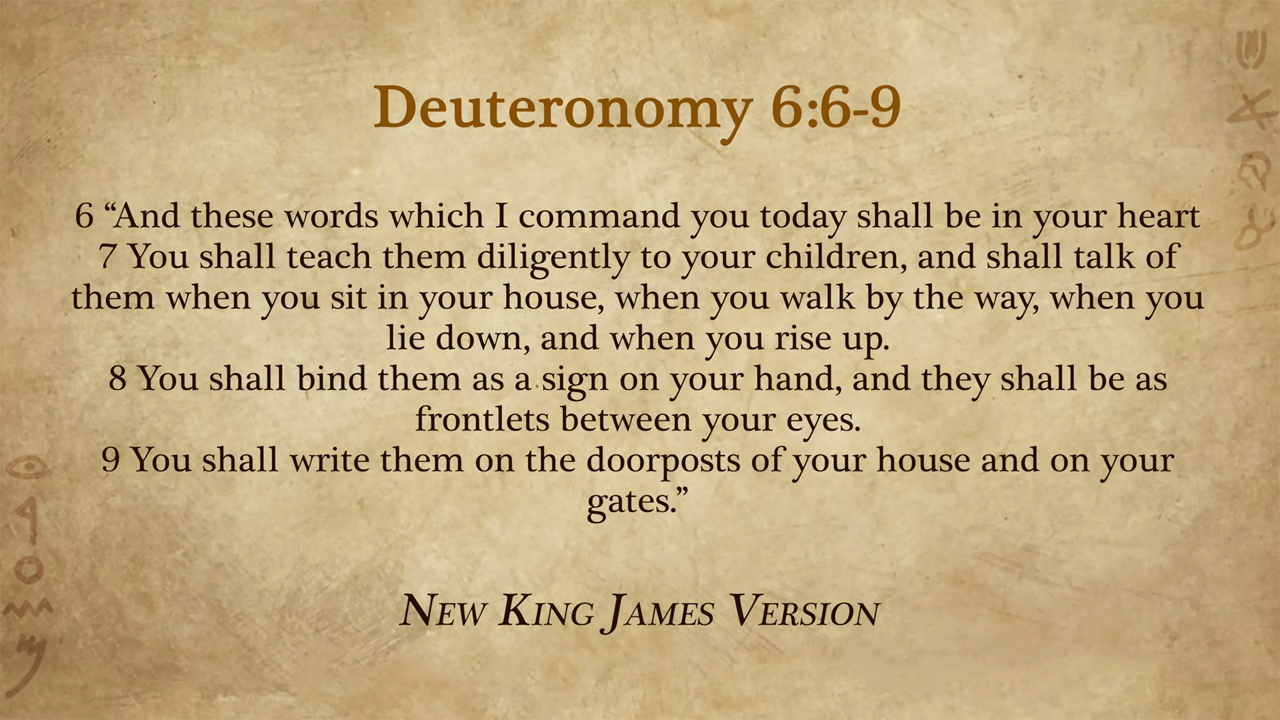 Deuteronomy 6:6-9
6 “And these words which I command you today shall be in your heart
7 You shall teach them diligently to your children, and shall talk of
them when you sit in your house, when you walk by the way, when you
lie down, and when you rise up.
8 You shall bind them as a sign on your hand, and they shall be as
frontlets between your eyes.
9 You shall write them on the doorposts of your house and on your
gates.”
New King James Version